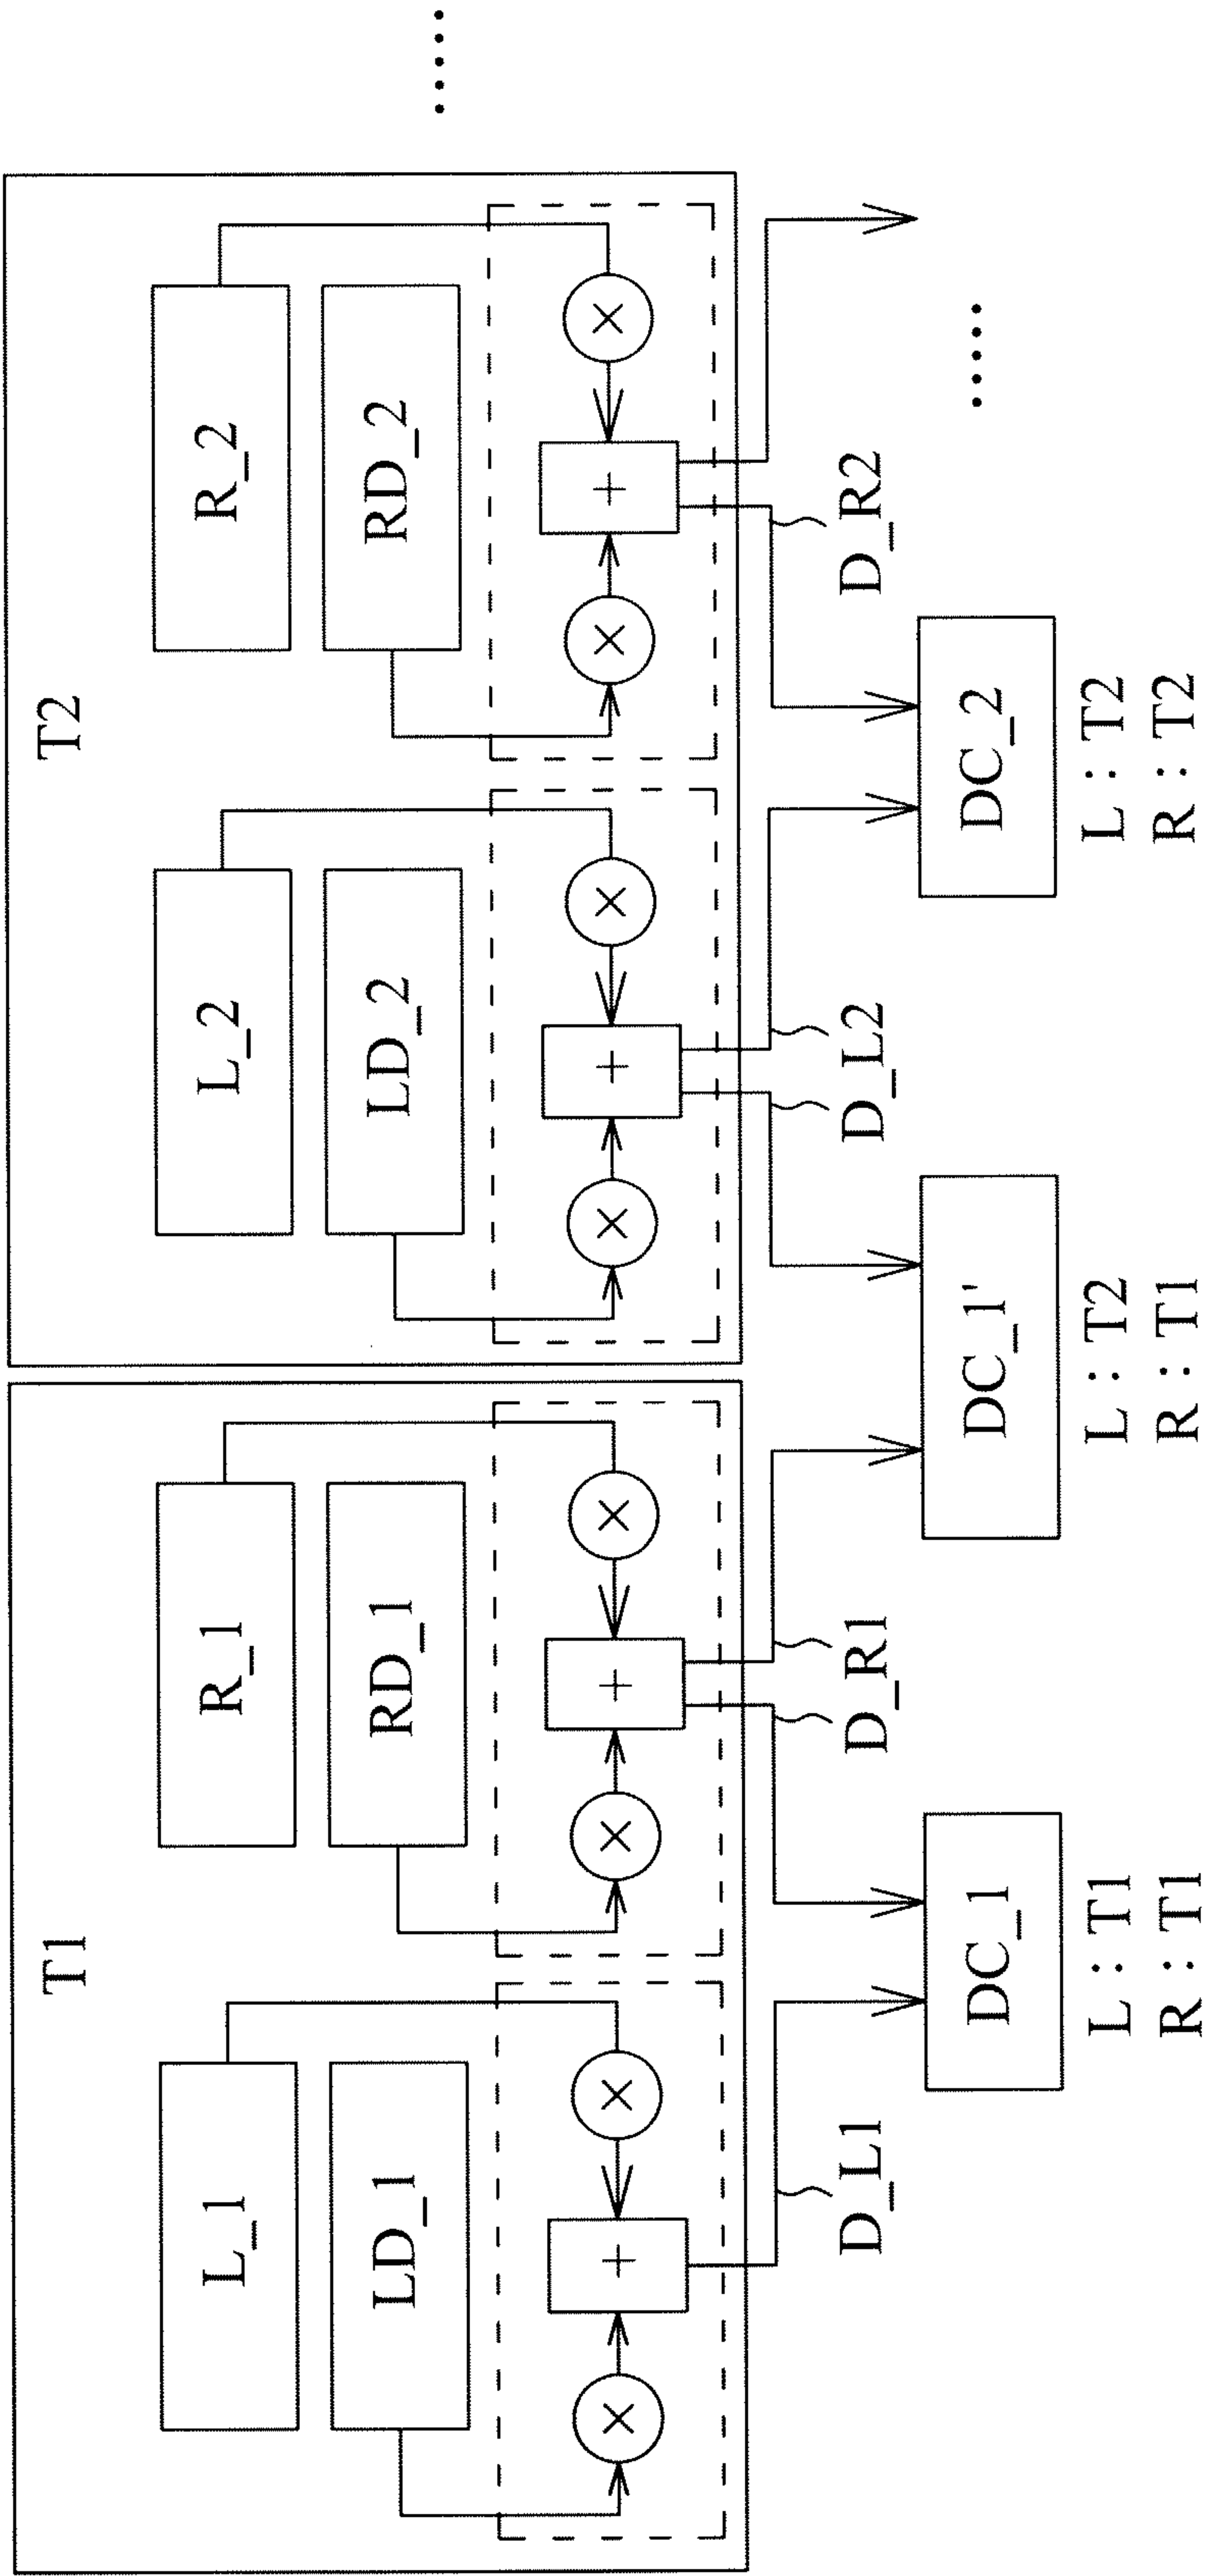 T1
T2
L_1
R_1
L_2
R_2
.....
LD_1
RD_1
LD_2
RD_2
× + ×
× + ×
× + ×
× + ×
D_L1
D_R1
D_L2
D_R2
DC_1
DC_1'
DC_2
.....
L : T1
R : T1
L : T2
R : T1
L : T2
R : T2